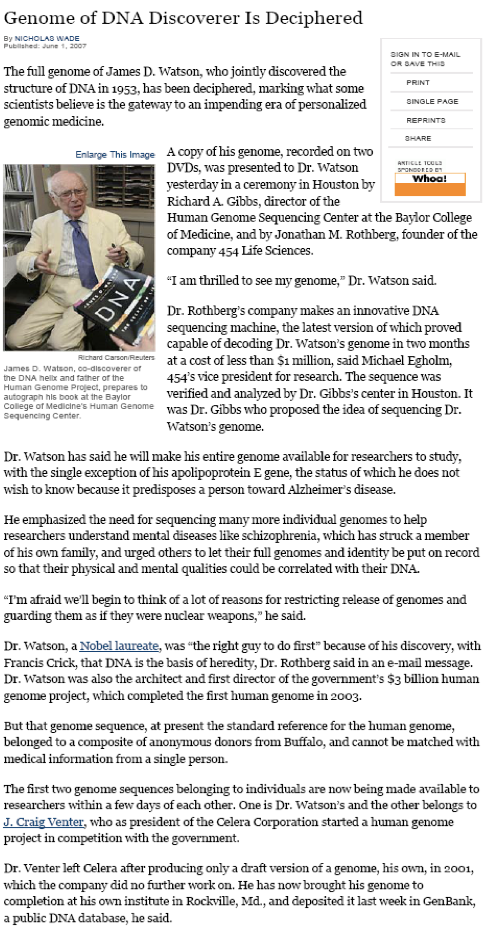 Genome of DNA Discoverer Is Deciphered
By NICHOLAS WADE
Published: June 1, 2007
SIGN IN TO E-MAIL
OR SAVE THIS
PRINT
SINGLE PAGE
REPRINTS
SHARE
ARTICLE TOOLS
SPONSORED BY
Whoa!
The full genome of James D. Watson, who jointly discovered the
structure of DNA in 1953, has been deciphered, marking what some
scientists believe is the gateway to an impending era of personalized
genomic medicine.
Enlarge This Image
DNA
Richard Carson/Reuters
James D. Watson, co-discoverer of
the DNA helix and father of the
Human Genome Project, prepares to
autograph his book at the Baylor
College of Medicine's Human Genome
Sequencing Center.
A copy of his genome, recorded on two
DVDs, was presented to Dr. Watson
yesterday in a ceremony in Houston by
Richard A. Gibbs, director of the
Human Genome Sequencing Center at the Baylor College
of Medicine, and by Jonathan M. Rothberg, founder of the
company 454 Life Sciences.
“I am thrilled to see my genome,” Dr. Watson said.
Dr. Rothberg’s company makes an innovative DNA
sequencing machine, the latest version of which proved
capable of decoding Dr. Watson’s genome in two months
at a cost of less than $1 million, said Michael Egholm,
454’s vice president for research. The sequence was
verified and analyzed by Dr. Gibbs’s center in Houston. It
was Dr. Gibbs who proposed the idea of sequencing Dr.
Watson’s genome.
Dr. Watson has said he will make his entire genome available for researchers to study,
with the single exception of his apolipoprotein E gene, the status of which he does not
wish to know because it predisposes a person toward Alzheimer’s disease.
He emphasized the need for sequencing many more individual genomes to help
researchers understand mental diseases like schizophrenia, which has struck a member
of his own family, and urged others to let their full genomes and identity be put on record
so that their physical and mental qualities could be correlated with their DNA.
“I’m afraid we’ll begin to think of a lot of reasons for restricting release of genomes and
guarding them as if they were nuclear weapons,” he said.
Dr. Watson, a Nobel laureate, was “the right guy to do first” because of his discovery, with
Francis Crick, that DNA is the basis of heredity, Dr. Rothberg said in an e-mail message.
Dr. Watson was also the architect and first director of the government’s $3 billion human
genome project, which completed the first human genome in 2003.
But that genome sequence, at present the standard reference for the human genome,
belonged to a composite of anonymous donors from Buffalo, and cannot be matched with
medical information from a single person.
The first two genome sequences belonging to individuals are now being made available to
researchers within a few days of each other. One is Dr. Watson’s and the other belongs to
J. Craig Venter, who as president of the Celera Corporation started a human genome
project in competition with the government.
Dr. Venter left Celera after producing only a draft version of a genome, his own, in 2001,
which the company did no further work on. He has now brought his genome to
completion at his own institute in Rockville, Md., and deposited it last week in GenBank,
a public DNA database, he said.